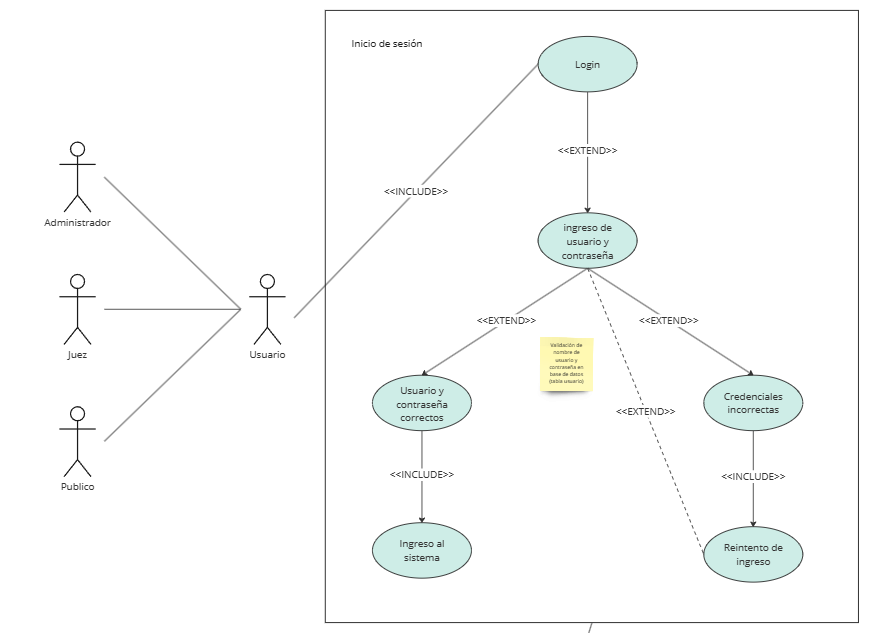 Inicio de sesión
Login
<<EXTEND>>
<<INCLUDE>>
Administrador
ingreso de
usuario y
contraseña
Juez
Usuario
<<EXTEND>>
<<EXTEND>>
Validación de
nombre de
usuario y
contraseña en
base de datos
(tabla usuario)
Usuario y
contraseña
correctos
Credenciales
incorrectas
<<EXTEND>>
Publico
<<INCLUDE>>
<<INCLUDE>>
Ingreso al
sistema
Reintento de
ingreso